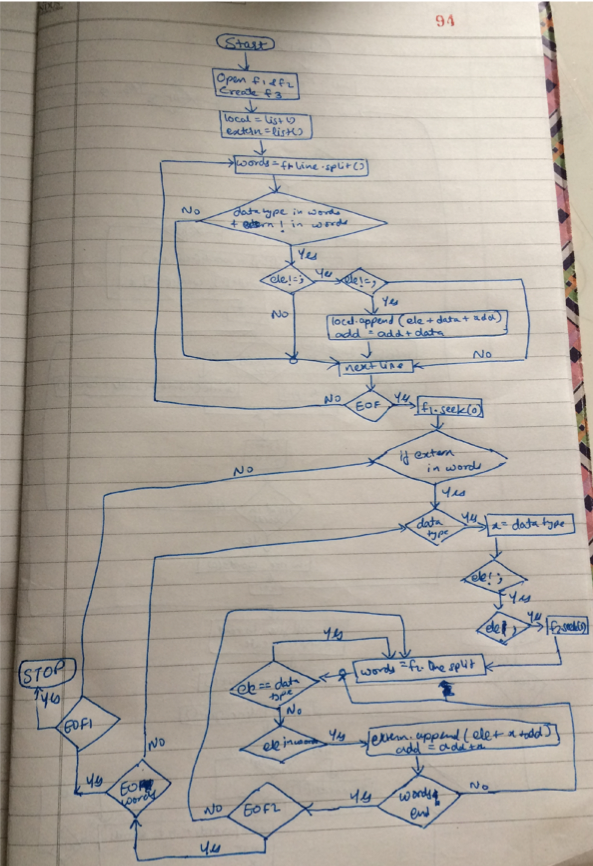 94
Start
Open f1 & f2
Create f3
local = list()
extern = list()
words = f1.line.split()
No
data type in words
+ extern ! in words
Yes
ele!=; Yes ele!=,
No
Yes
local.append(ele + data + add)
add = add + data
No
next line
No EOF Yes f1.seek(0)
If extern
in words
No
Yes
data
type
Yes
x = data type
ele!;
Yes
ele!,
Yes
f2.seek(0)
Yes
STOP
words = f2.line split
ele == data
type
Yes
EOF1
No
No
ele in words
Yes
extern.append(ele + x + add)
add = add + x
Yes
EOF
words
No
EOF2
Yes
words
end
No
Yes